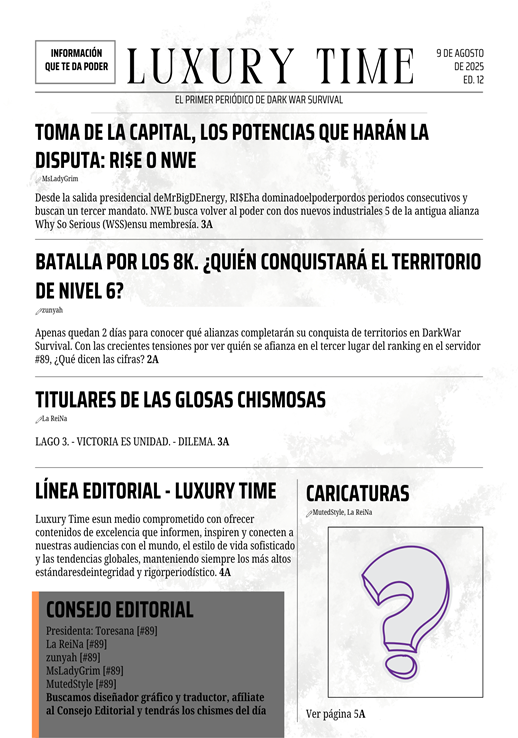 INFORMACIÓN
QUE TE DA PODER
LUXURY TIME
9 DE AGOSTO
DE 2025
ED. 12
EL PRIMER PERIÓDICO DE DARK WAR SURVIVAL
TOMA DE LA CAPITAL, LOS POTENCIAS QUE HARÁN LA
DISPUTA: RI$E O NWE
MsLadyGrim
Desde la salida presidencial deMrBigDEnergy, RI$Eha dominadoelpoderpordos periodos consecutivos y
buscan un tercer mandato. NWE busca volver al poder con dos nuevos industriales 5 de la antigua alianza
Why So Serious (WSS)ensu membresía. 3A
BATALLA POR LOS 8K. ¿QUIÉN CONQUISTARÁ EL TERRITORIO
DE NIVEL 6?
zunyah
Apenas quedan 2 días para conocer qué alianzas completarán su conquista de territorios en DarkWar
Survival. Con las crecientes tensiones por ver quién se afianza en el tercer lugar del ranking en el servidor
#89, ¿Qué dicen las cifras? 2A
TITULARES DE LAS GLOSAS CHISMOSAS
La ReiNa
LAGO 3. - VICTORIA ES UNIDAD. - DILEMA. 3A
LÍNEA EDITORIAL - LUXURY TIME
Luxury Time esun medio comprometido con ofrecer
contenidos de excelencia que informen, inspiren y conecten a
nuestras audiencias con el mundo, el estilo de vida sofisticado
y las tendencias globales, manteniendo siempre los más altos
estándaresdeintegridad y rigorperiodístico. 4A
CONSEJO EDITORIAL
Presidenta: Toresana [#89]
La ReiNa [#89]
zunyah [#89]
MsLadyGrim [#89]
MutedStyle [#89]
Buscamos diseñador gráfico y traductor, afíliate
al Consejo Editorial y tendrás los chismes del día
CARICATURAS
MutedStyle, La ReiNa
?
Ver página 5A